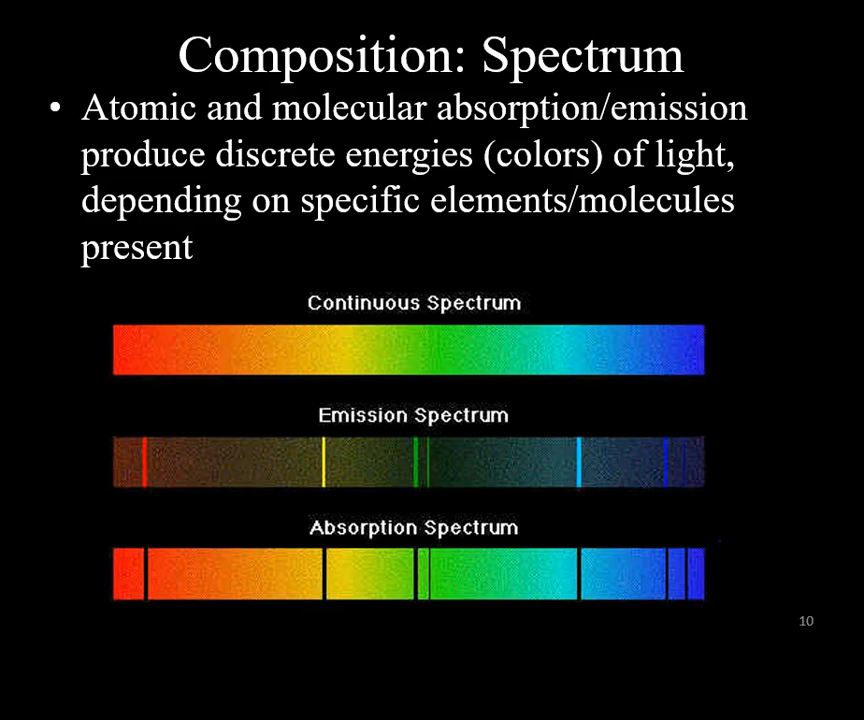 Composition: Spectrum
• Atomic and molecular absorption/emission
produce discrete energies (colors) of light,
depending on specific elements/molecules
present
Continuous Spectrum
Emission Spectrum
Absorption Spectrum
10